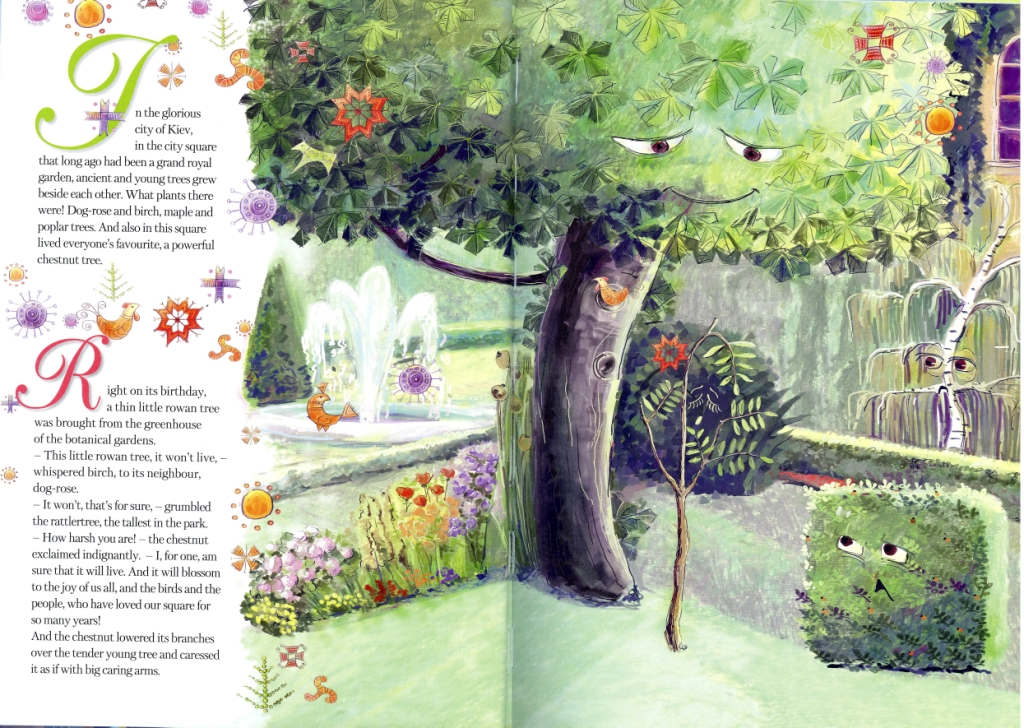 In the glorious
city of Kiev,
in the city square
that long ago had been a grand royal
garden, ancient and young trees grew
beside each other. What plants there
were! Dog-rose and birch, maple and
poplar trees. And also in this square
lived everyone's favourite, a powerful
chestnut tree.
Right on its birthday,
a thin little rowan tree
was brought from the greenhouse
of the botanical gardens.
– This little rowan tree, it won't live, –
whispered birch, to its neighbour,
dog-rose.
– It won't, that's for sure, – grumbled
the rattlertree, the tallest in the park.
– How harsh you are! – the chestnut
exclaimed indignantly. – I, for one, am
sure that it will live. And it will blossom
to the joy of us all, and the birds and the
people, who have loved our square for
so many years!
And the chestnut lowered its branches
over the tender young tree and caressed
it as if with big caring arms.